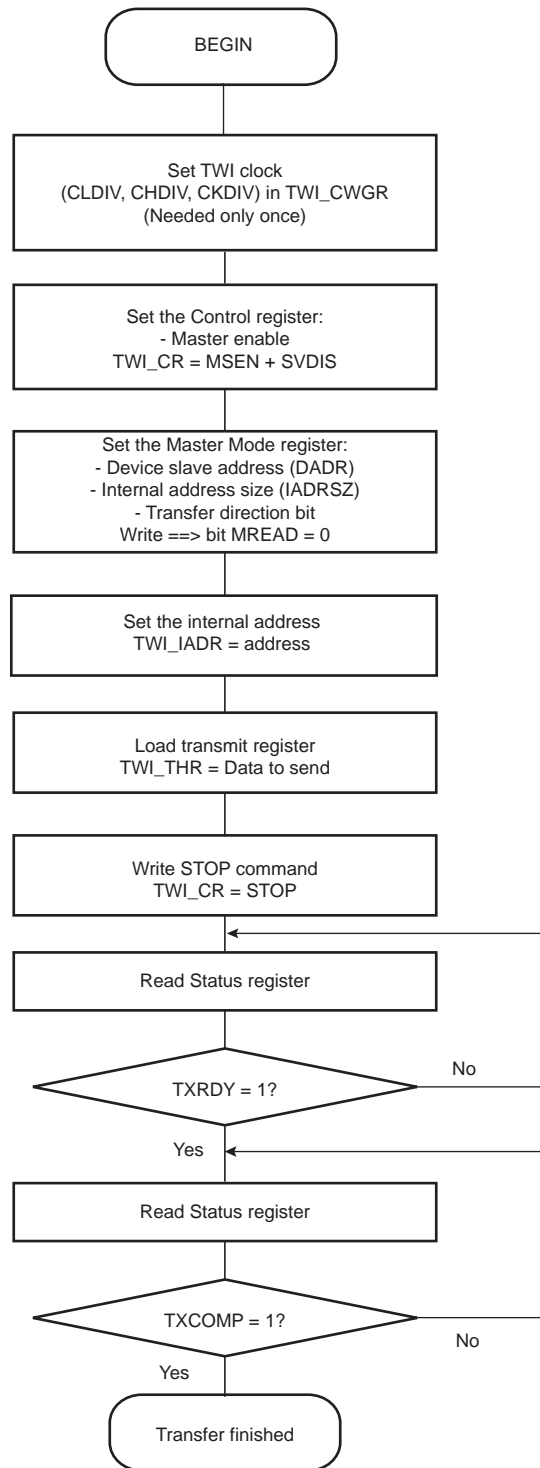 BEGIN
Set TWI clock
(CLDIV, CHDIV, CKDIV) in TWI_CWGR
(Needed only once)
Set the Control register:
- Master enable
TWI_CR = MSEN + SVDIS
Set the Master Mode register:
- Device slave address (DADR)
- Internal address size (IADRSZ)
- Transfer direction bit
Write ==> bit MREAD = 0
Set the internal address
TWI_IADR = address
Load transmit register
TWI_THR = Data to send
Write STOP command
TWI_CR = STOP
Read Status register
TXRDY = 1?
No
Yes
Read Status register
TXCOMP = 1?
No
Yes
Transfer finished